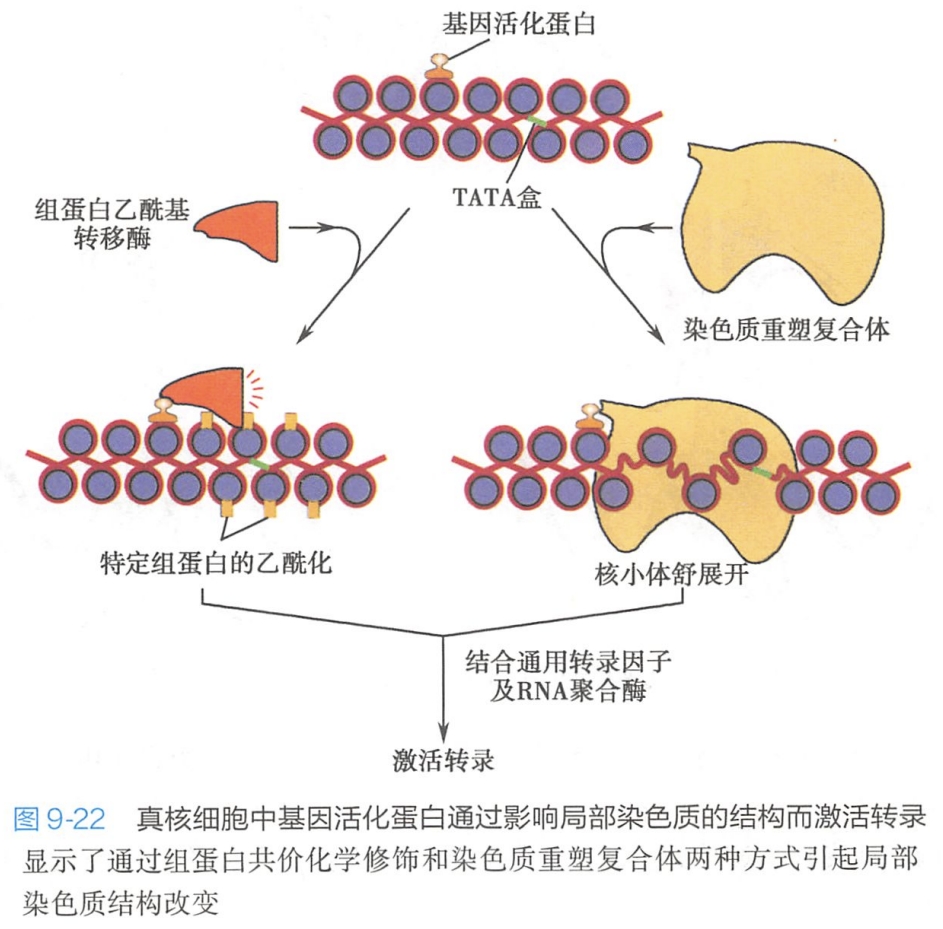 基因活化蛋白
TATA盒
组蛋白乙酰基
转移酶
染色质重塑复合体
特定组蛋白的乙酰化
核小体舒展开
结合通用转录因子
及RNA聚合酶
激活转录
图 9-22 真核细胞中基因活化蛋白通过影响局部染色质的结构而激活转录
显示了通过组蛋白共价化学修饰和染色质重塑复合体两种方式引起局部
染色质结构改变